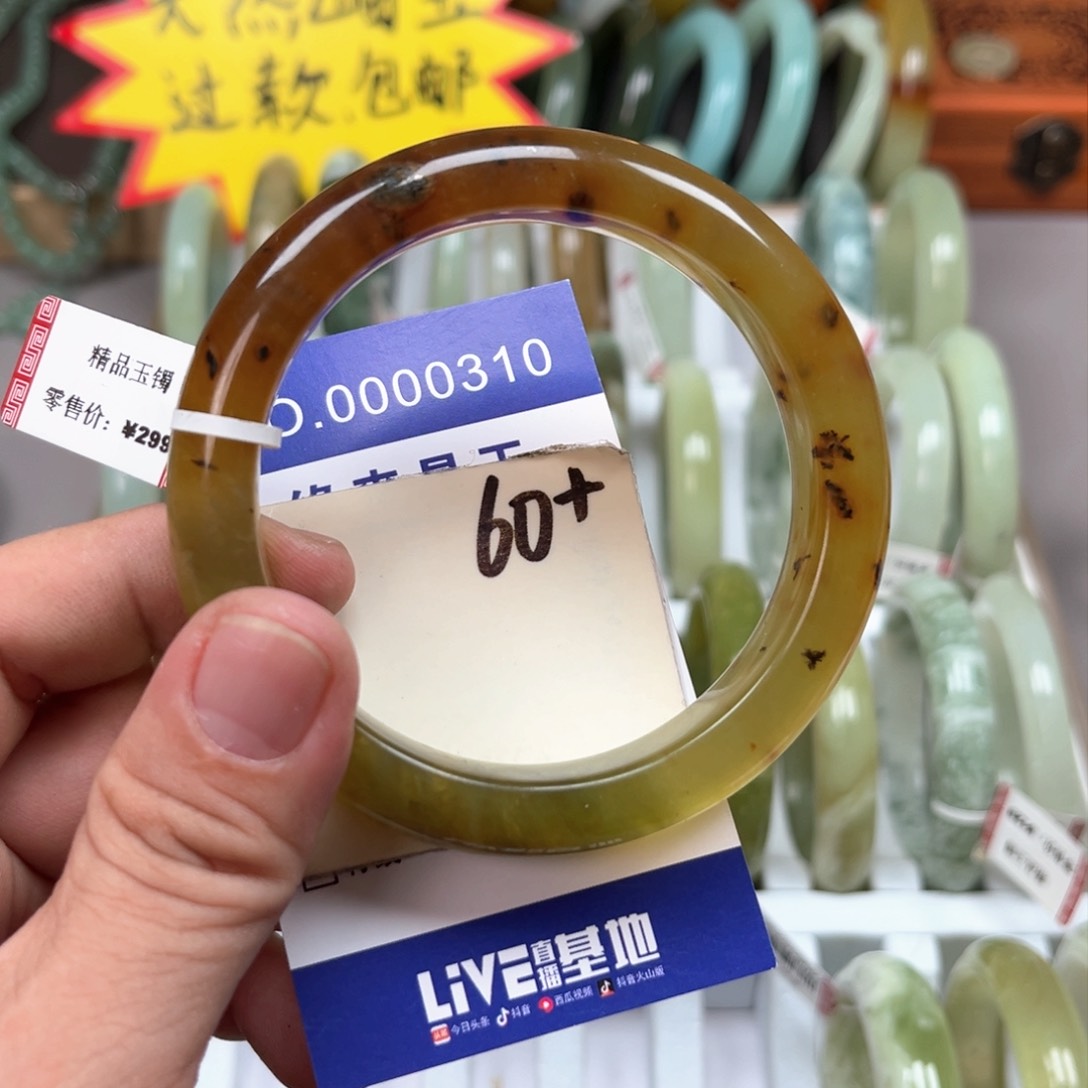 过款.包邮
精品玉镯
零售价：¥299
O.0000310
60+
LiVE直播基地
今日头条 抖音 西瓜视频 抖音火山版